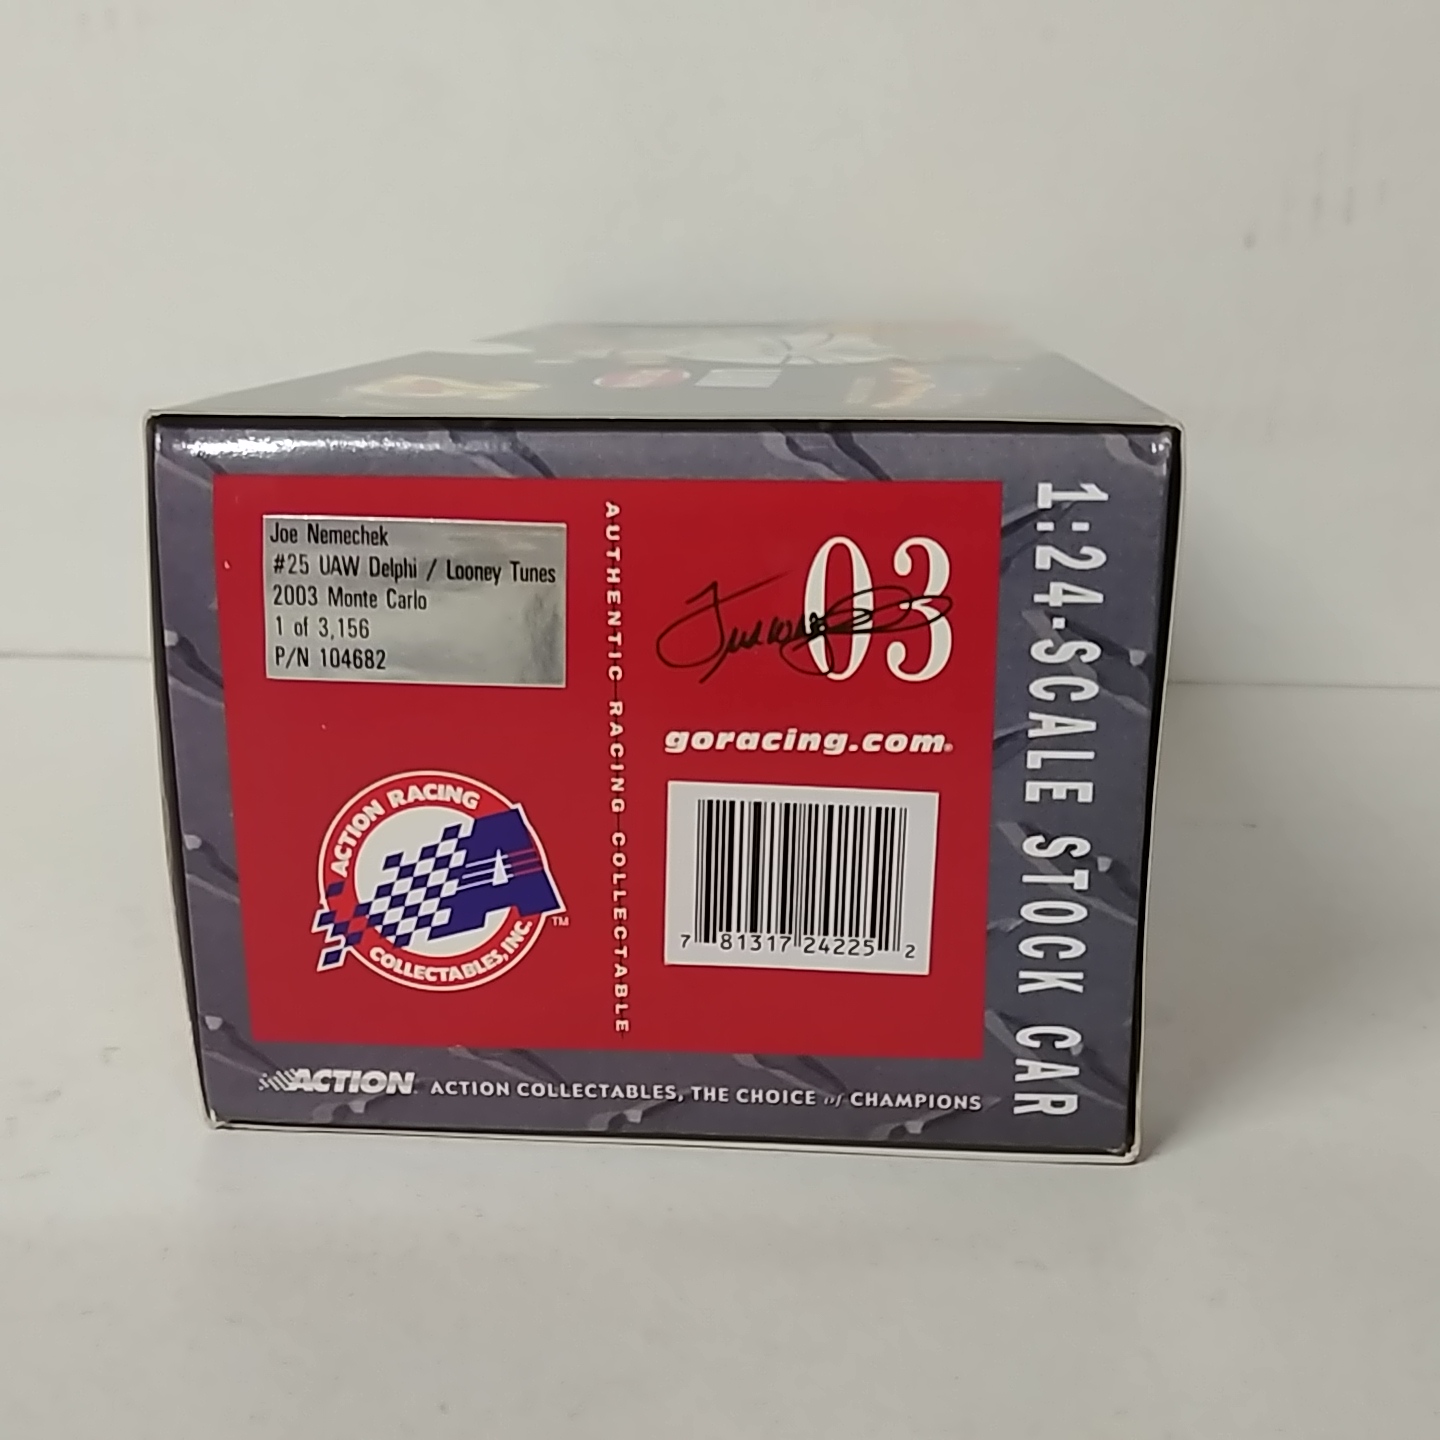 Joe Nemechek
#25 UAW Delphi / Looney Tunes
2003 Monte Carlo
1 of 3,156
P/N 104682
AUTHENTIC RACING COLLECTABLE
03
goracing.com®
7 81317 24225 2
ACTION RACING
COLLECTABLES, INC.
TM
1:24-SCALE STOCK CAR
ACTION
ACTION COLLECTABLES, THE CHOICE of CHAMPIONS